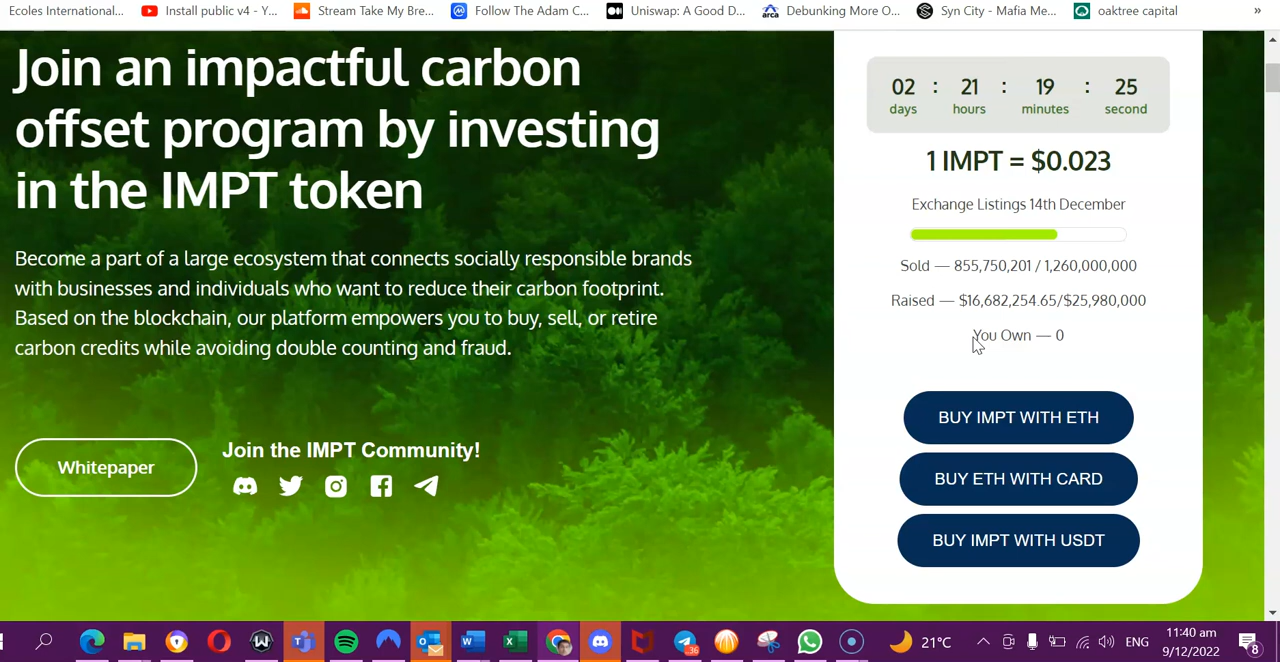 Ecoles International...
Install public v4 - Y...
Stream Take My Bre...
Follow The Adam C...
Uniswap: A Good D...
arca
Debunking More O...
Syn City - Mafia Me...
oaktree capital
»
Join an impactful carbon
offset program by investing
in the IMPT token
Become a part of a large ecosystem that connects socially responsible brands
with businesses and individuals who want to reduce their carbon footprint.
Based on the blockchain, our platform empowers you to buy, sell, or retire
carbon credits while avoiding double counting and fraud.
Whitepaper
Join the IMPT Community!
02 : 21 : 19 : 25
days hours minutes second
1 IMPT = $0.023
Exchange Listings 14th December
Sold — 855,750,201 / 1,260,000,000
Raised — $16,682,254.65/$25,980,000
You Own — 0
BUY IMPT WITH ETH
BUY ETH WITH CARD
BUY IMPT WITH USDT
36
21°C
ENG
11:40 am
9/12/2022
8